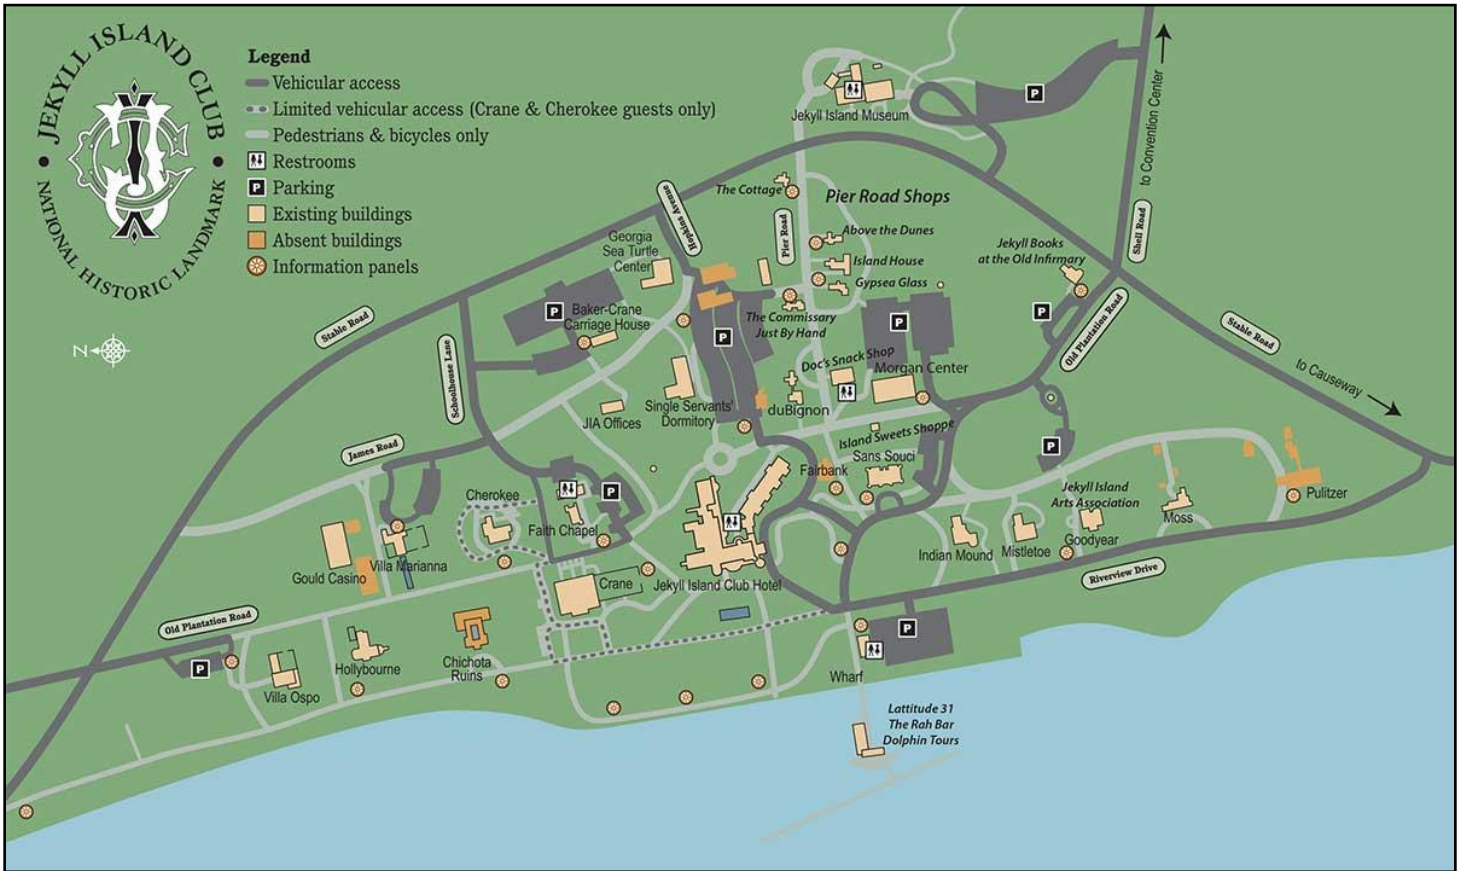 JEKYLL ISLAND CLUB
NATIONAL HISTORIC LANDMARK
Legend
Vehicular access
Limited vehicular access (Crane & Cherokee guests only)
Pedestrians & bicycles only
Restrooms
P Parking
Existing buildings
Absent buildings
Information panels
N
Jekyll Island Museum
P
to Convention Center
Shell Road
The Cottage
Pier Road Shops
Hopkins Avenue
Pier Road
Above the Dunes
Georgia
Sea Turtle
Center
Island House
Gypsea Glass
Jekyll Books
at the Old Infirmary
Stable Road
P
Baker-Crane
Carriage House
P
The Commissary
Just By Hand
P
P
Old Plantation Road
Stable Road
to Causeway
Schoolhouse Lane
Doc's Snack Shop
Morgan Center
JIA Offices
Single Servants'
Dormitory
duBignon
James Road
Island Sweets Shoppe
P
Cherokee
Faith Chapel
P
Fairbank
Sans Souci
Jekyll Island
Arts Association
Pulitzer
Gould Casino
Villa Marianna
Crane
Jekyll Island Club Hotel
Indian Mound
Mistletoe
Goodyear
Moss
Riverview Drive
Old Plantation Road
P
Villa Ospo
Hollybourne
Chichota
Ruins
P
Wharf
Lattitude 31
The Rah Bar
Dolphin Tours